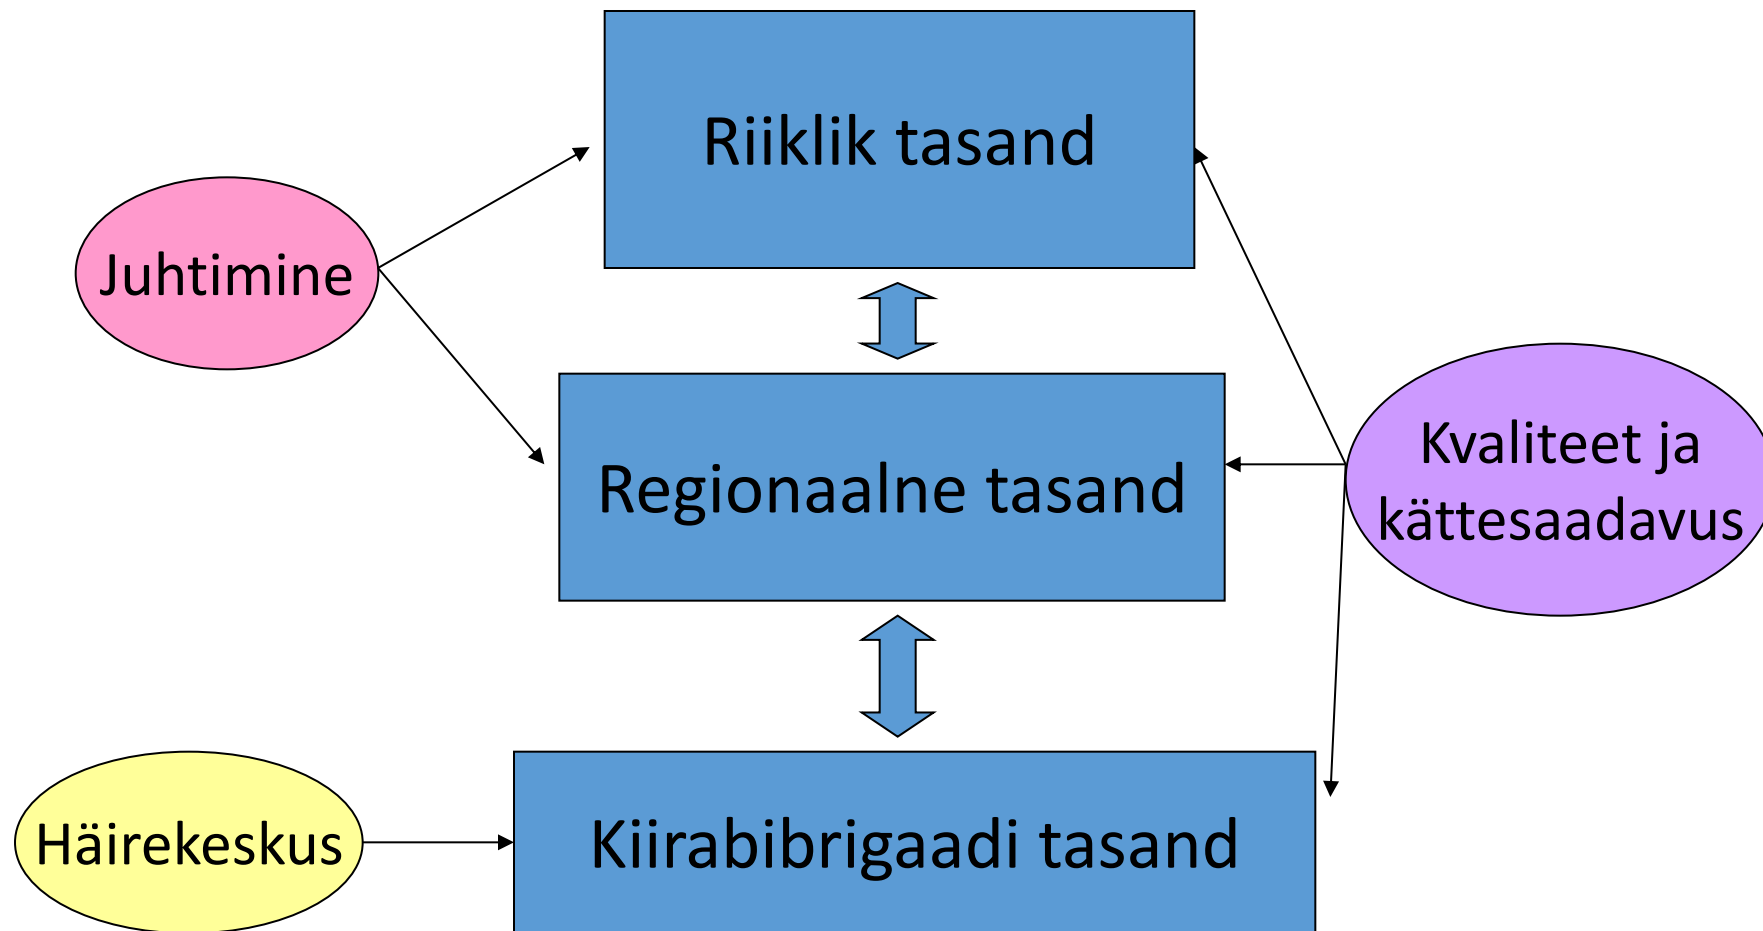 Riiklik tasand
Juhtimine
Regionaalne tasand
Kvaliteet ja
kättesaadavus
Häirekeskus
Kiirabibrigaadi tasand